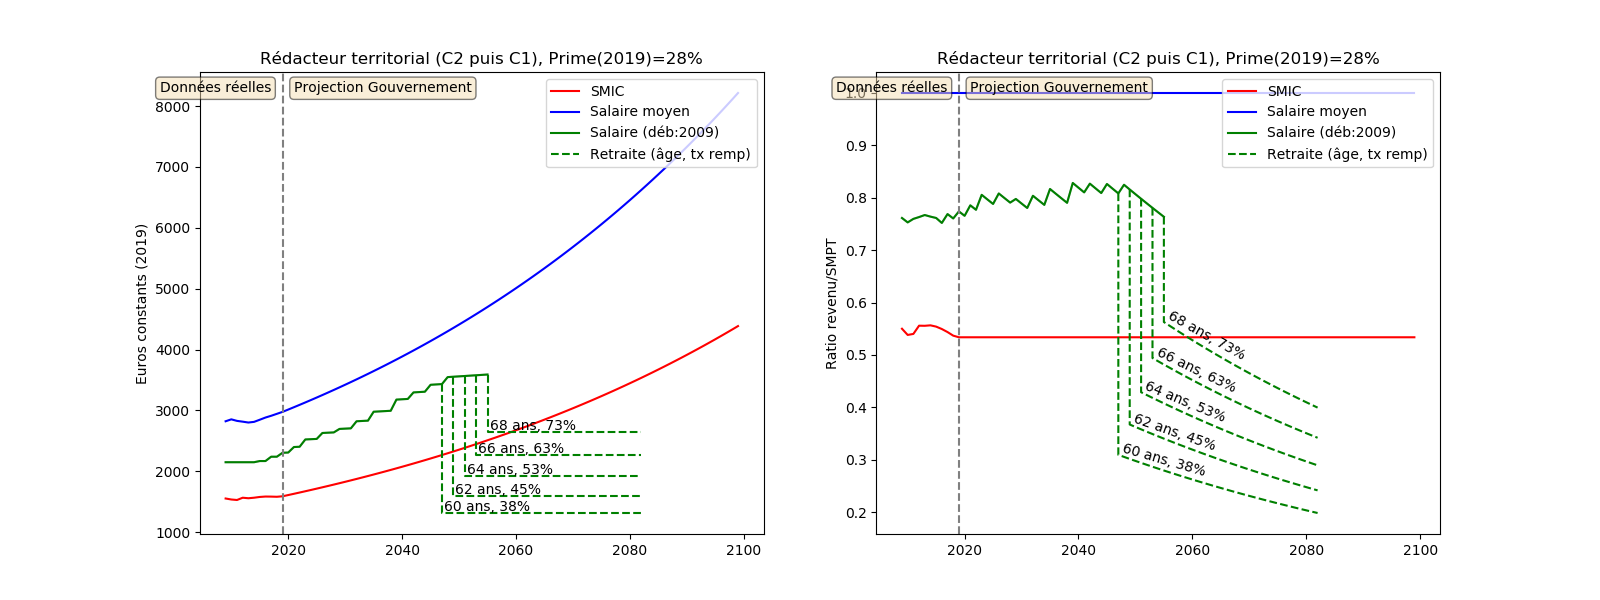 Rédacteur territorial (C2 puis C1), Prime(2019)=28%
Données réelles
Projection Gouvernement
SMIC
Salaire moyen
Salaire (déb:2009)
Retraite (âge, tx remp)
Euros constants (2019)
8000
7000
6000
5000
4000
3000
2000
1000
68 ans, 73%
66 ans, 63%
64 ans, 53%
62 ans, 45%
60 ans, 38%
2020
2040
2060
2080
2100
Rédacteur territorial (C2 puis C1), Prime(2019)=28%
Données réelles
Projection Gouvernement
SMIC
Salaire moyen
Salaire (déb:2009)
Retraite (âge, tx remp)
Ratio revenu/SMPT
1.0
0.9
0.8
0.7
0.6
0.5
0.4
0.3
0.2
68 ans, 73%
66 ans, 63%
64 ans, 53%
62 ans, 45%
60 ans, 38%
2020
2040
2060
2080
2100